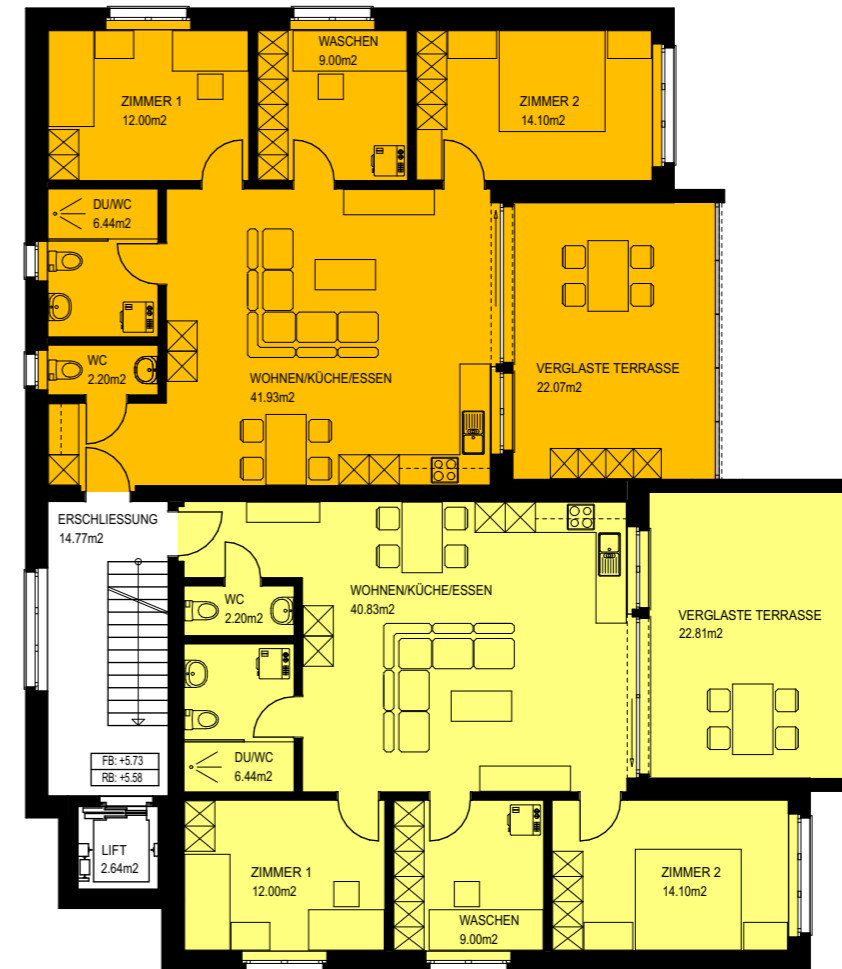 WASCHEN
9.00m2
ZIMMER 1
12.00m2
ZIMMER 2
14.10m2
DU/WC
6.44m2
WC
2.20m2
WOHNEN/KÜCHE/ESSEN
41.93m2
VERGLASTE TERRASSE
22.07m2
ERSCHLIESSUNG
14.77m2
WC
2.20m2
WOHNEN/KÜCHE/ESSEN
40.83m2
VERGLASTE TERRASSE
22.81m2
FB: +5.73
RB: +5.58
DU/WC
6.44m2
LIFT
2.64m2
ZIMMER 1
12.00m2
WASCHEN
9.00m2
ZIMMER 2
14.10m2